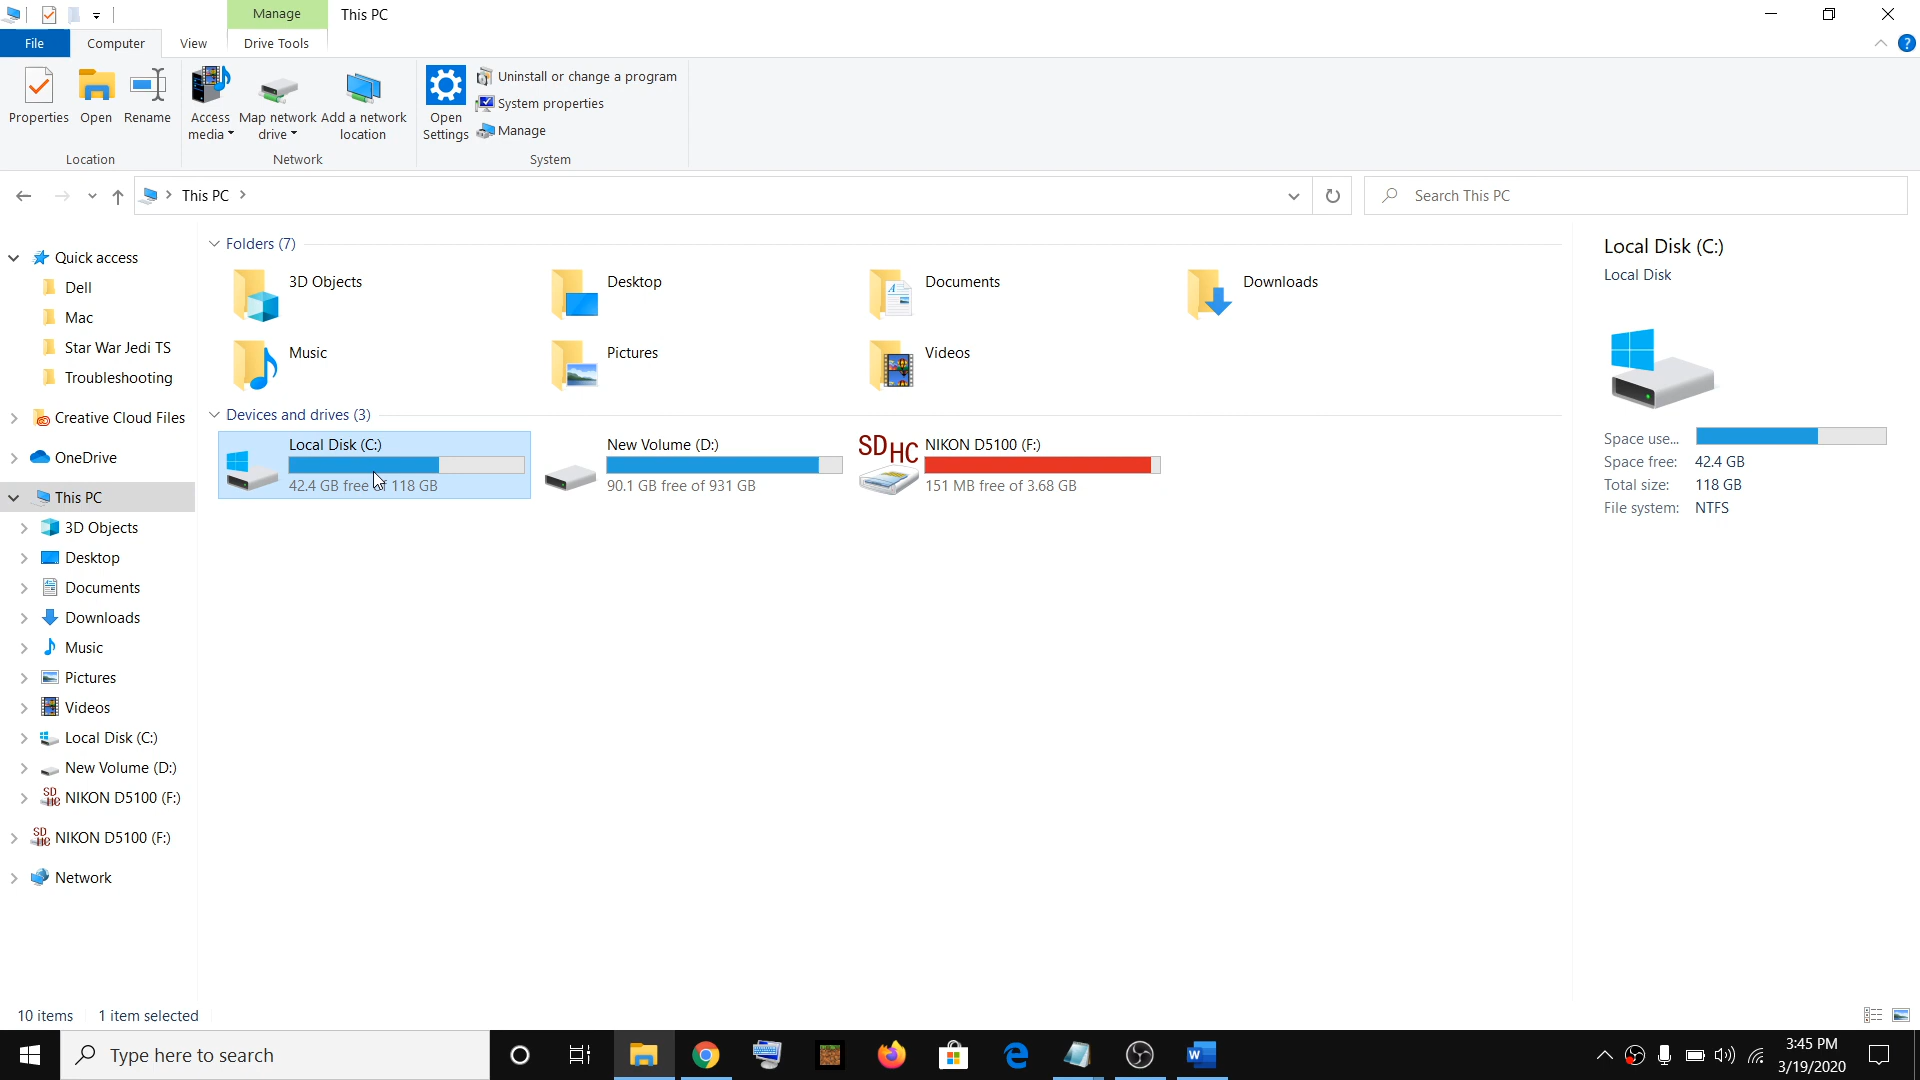 Manage
This PC
File
Computer
View
Drive Tools
Properties
Open
Rename
Access media
Map network drive
Add a network location
Open Settings
Uninstall or change a program
System properties
Manage
Location
Network
System
This PC
Search This PC
Quick access
Dell
Mac
Star War Jedi TS
Troubleshooting
Creative Cloud Files
OneDrive
This PC
3D Objects
Desktop
Documents
Downloads
Music
Pictures
Videos
Local Disk (C:)
New Volume (D:)
NIKON D5100 (F:)
NIKON D5100 (F:)
Network
Folders (7)
3D Objects
Desktop
Documents
Downloads
Music
Pictures
Videos
Devices and drives (3)
Local Disk (C:)
42.4 GB free of 118 GB
New Volume (D:)
90.1 GB free of 931 GB
SD HC
NIKON D5100 (F:)
151 MB free of 3.68 GB
Local Disk (C:)
Local Disk
Space use...
Space free: 42.4 GB
Total size: 118 GB
File system: NTFS
10 items
1 item selected
Type here to search
3:45 PM
3/19/2020